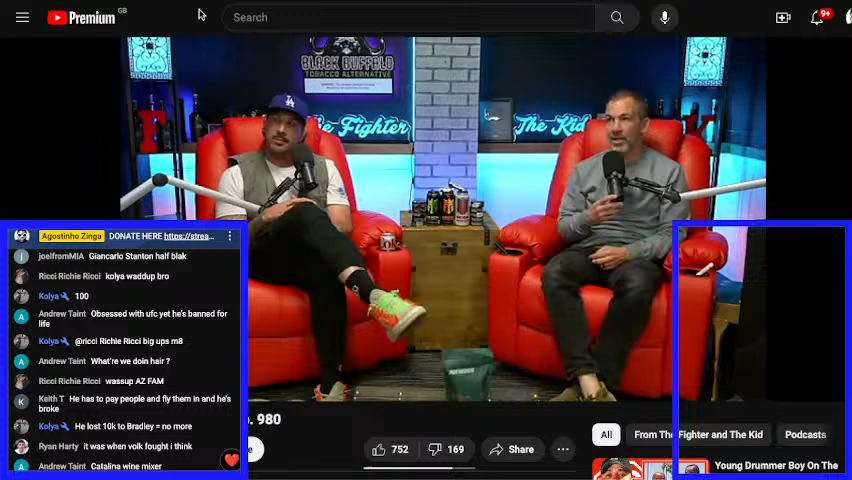 Premium GB
Search
9+
BLACK BUFFALO
TOBACCO ALTERNATIVE
The Fighter
The Kid
LA
Agostinho Zinga DONATE HERE https://strea...
joelfromMIA Giancarlo Stanton half blak
Ricci Richie Ricci kolya waddup bro
Kolya 100
Andrew Taint Obsessed with ufc yet he's banned for
life
Kolya @ricci Richie Ricci big ups m8
Andrew Taint What're we doin hair ?
Ricci Richie Ricci wassup AZ FAM
Keith T He has to pay people and fly them in and he's
broke
Kolya He lost 10k to Bradley = no more
Ryan Harty it was when volk fought i think
Andrew Taint Catalina wine mixer
. 980
752
169
Share
All
From The Fighter and The Kid
Podcasts
Young Drummer Boy On The